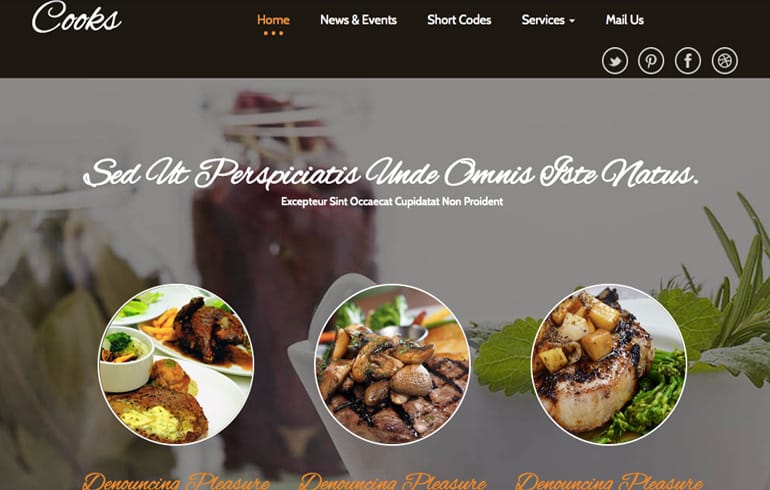 Cooks
Home News & Events Short Codes Services Mail Us
Sed Ut Perspiciatis Unde Omnis Iste Natus.
Excepteur Sint Occaecat Cupidatat Non Proident
Denouncing Pleasure Denouncing Pleasure Denouncing Pleasure